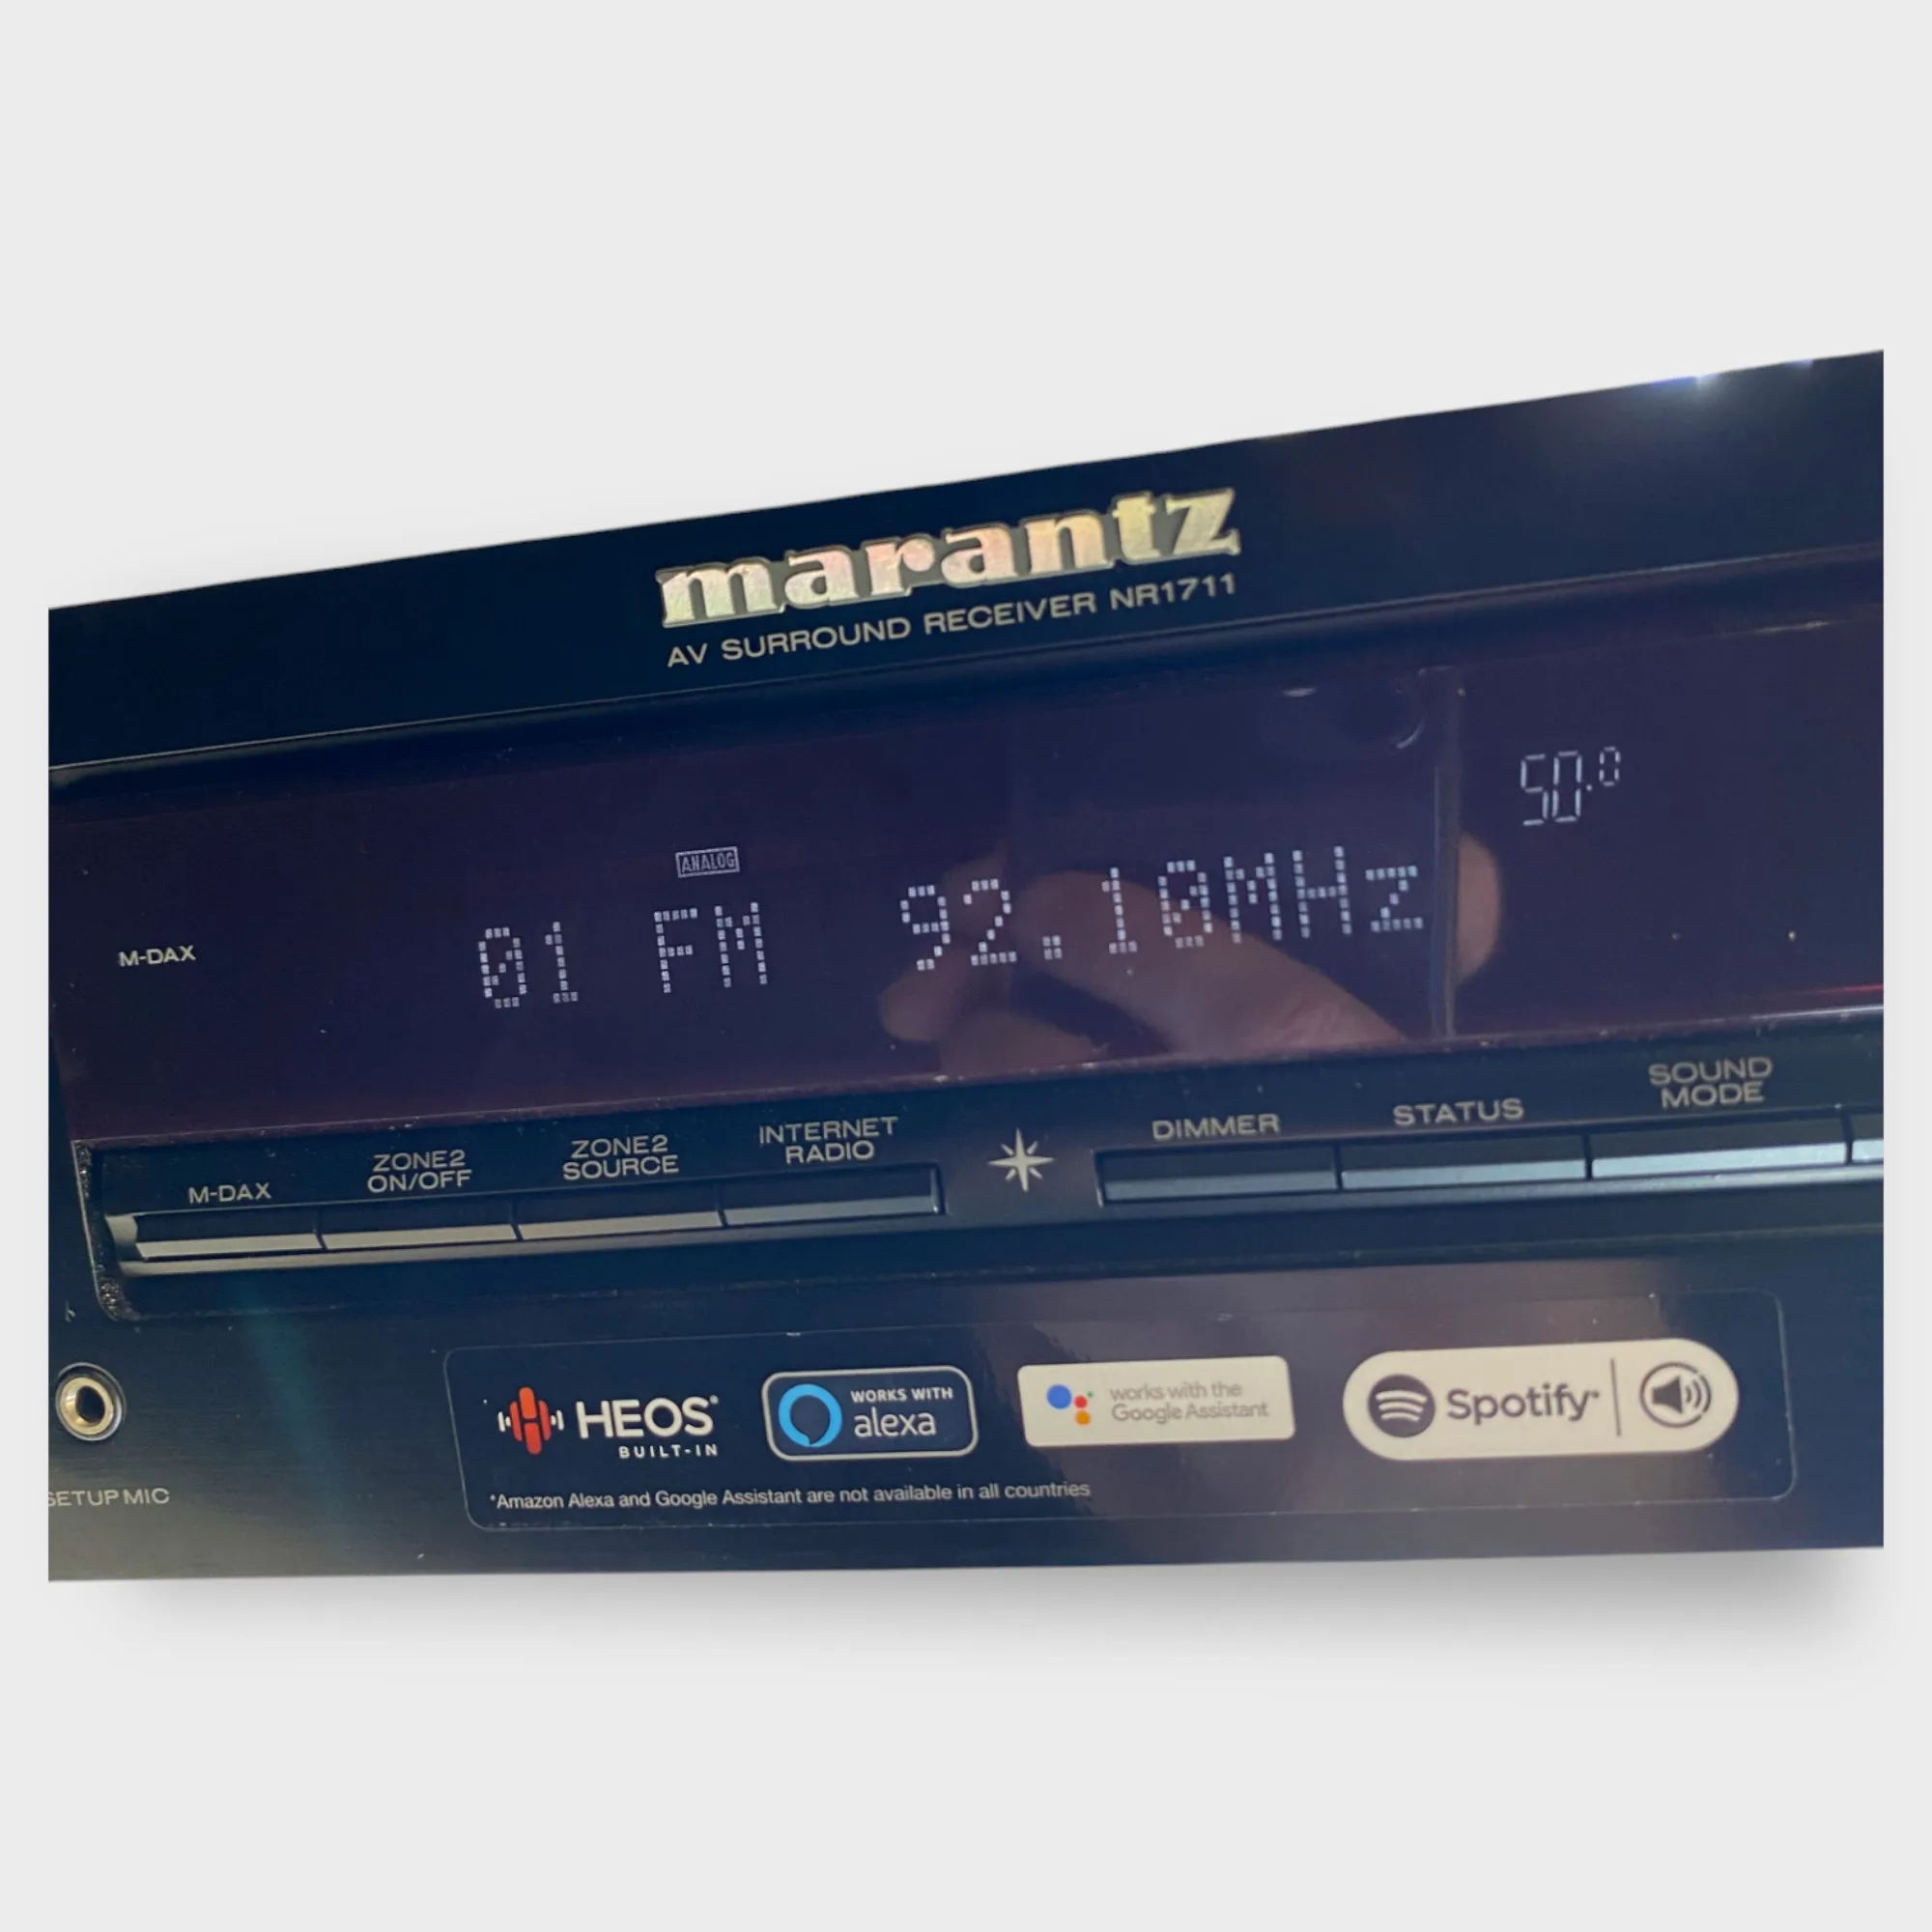 marantz
AV SURROUND RECEIVER NR1711
50.0
ANALOG
M-DAX
01 FM 92.10MHz
M-DAX
ZONE2
ON/OFF
ZONE2
SOURCE
INTERNET
RADIO
DIMMER
STATUS
SOUND
MODE
HEOS®
BUILT-IN
WORKS WITH
alexa
works with the
Google Assistant
Spotify®
*Amazon Alexa and Google Assistant are not available in all countries
SETUP MIC